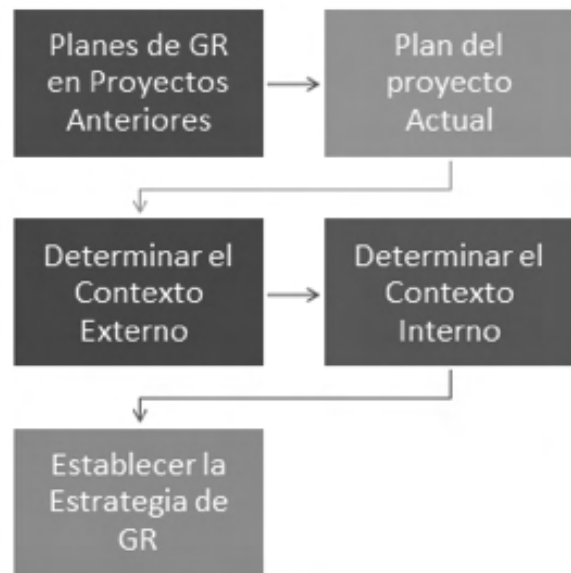 Planes de GR
en Proyectos
Anteriores
Plan del
proyecto
Actual
Determinar el
Contexto
Externo
Determinar el
Contexto
Interno
Establecer la
Estrategia de
GR